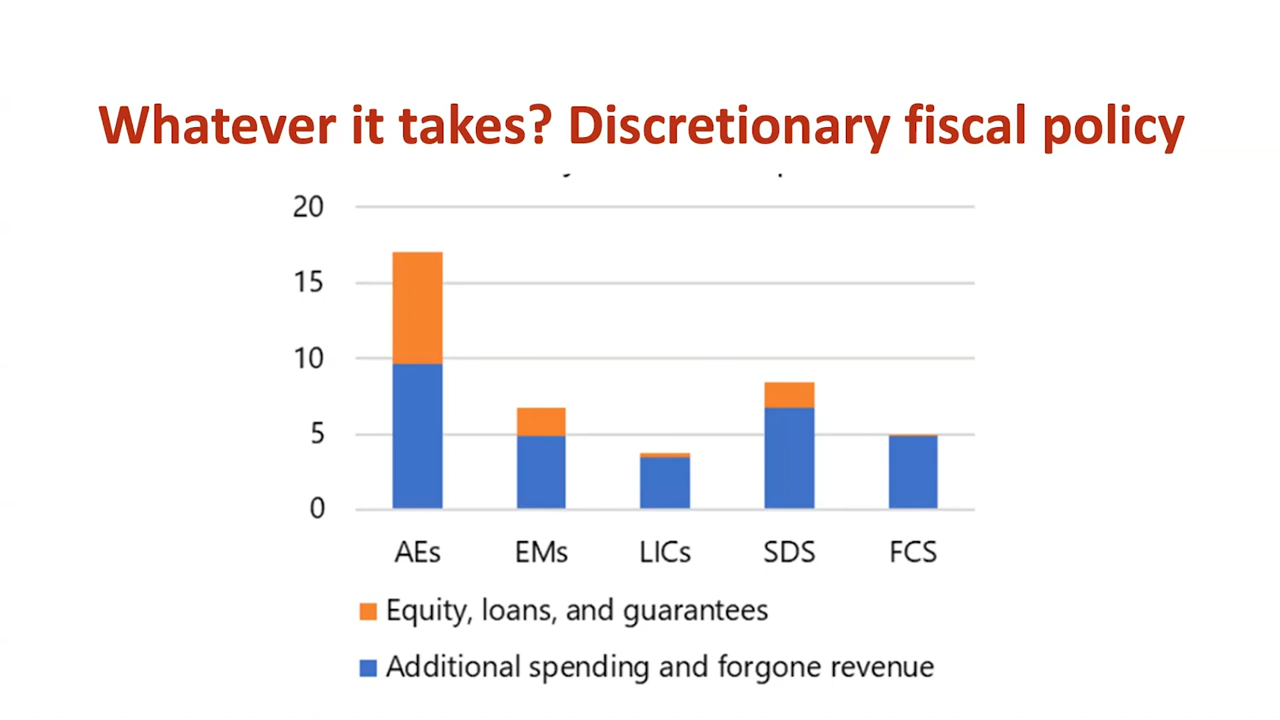 Whatever it takes? Discretionary fiscal policy
20
15
10
5
0
AEs EMs LICs SDS FCS
Equity, loans, and guarantees
Additional spending and forgone revenue